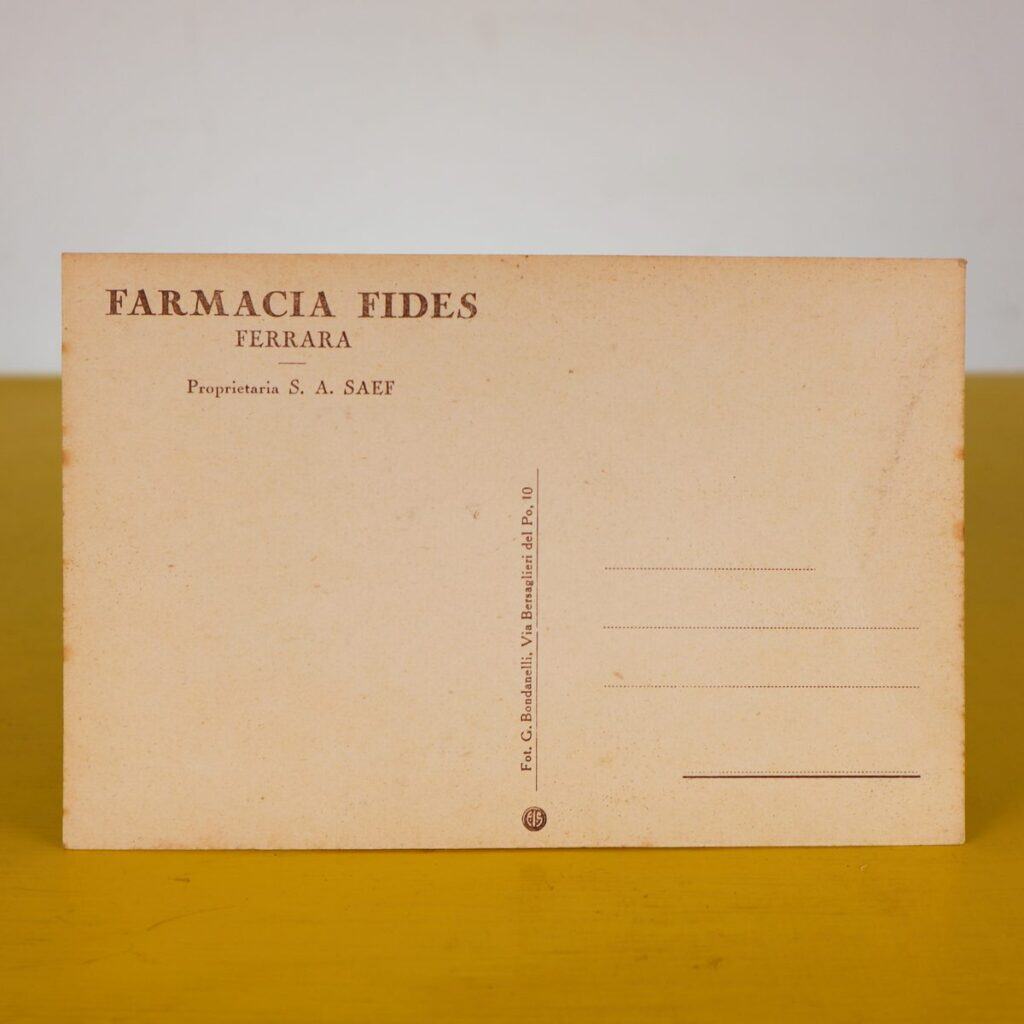 FARMACIA FIDES
FERRARA
Proprietaria S. A. SAEF
Fot. G. Bondanelli, Via Bersaglieri del Po, 10